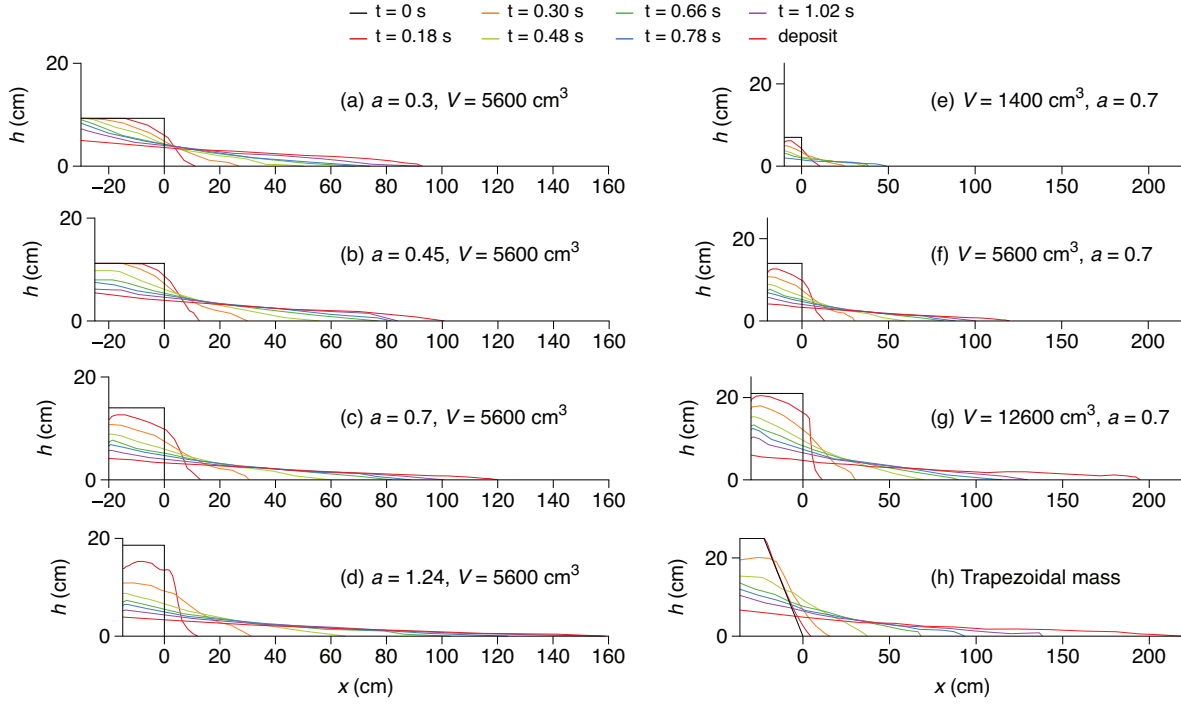 t = 0 s t = 0.30 s t = 0.66 s t = 1.02 s
t = 0.18 s t = 0.48 s t = 0.78 s deposit
(a) a = 0.3, V = 5600 cm³
h (cm)
20
0
−20 0 20 40 60 80 100 120 140 160
(b) a = 0.45, V = 5600 cm³
h (cm)
20
0
−20 0 20 40 60 80 100 120 140 160
(c) a = 0.7, V = 5600 cm³
h (cm)
20
0
−20 0 20 40 60 80 100 120 140 160
(d) a = 1.24, V = 5600 cm³
h (cm)
20
0
0 20 40 60 80 100 120 140 160
x (cm)
(e) V = 1400 cm³, a = 0.7
h (cm)
20
0
0 50 100 150 200
(f) V = 5600 cm³, a = 0.7
h (cm)
20
0
0 50 100 150 200
(g) V = 12600 cm³, a = 0.7
h (cm)
20
0
0 50 100 150 200
(h) Trapezoidal mass
h (cm)
20
0
0 50 100 150 200
x (cm)